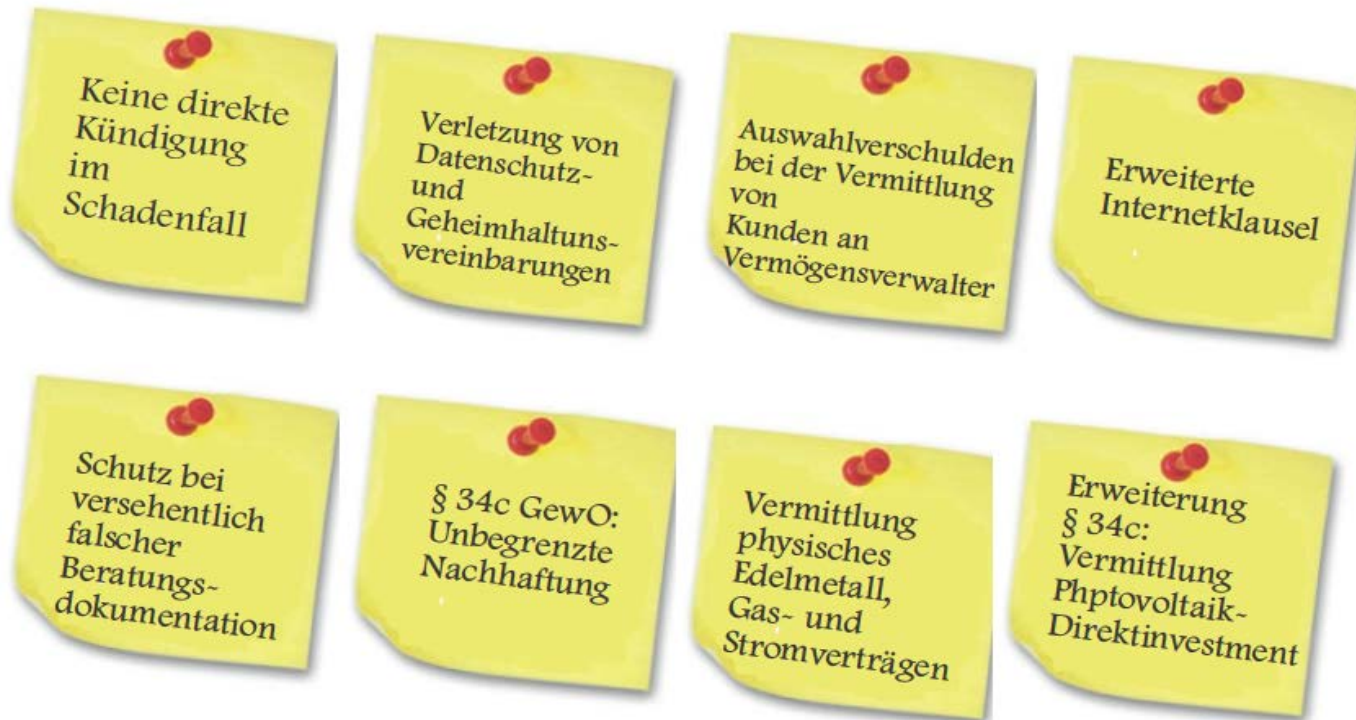 Keine direkte
Kündigung
im
Schadenfall
Verletzung von
Datenschutz-
und
Geheimhaltuns-
vereinbarungen
Auswahlverschulden
bei der Vermittlung
von
Kunden an
Vermögensverwalter
Erweiterte
Internetklausel
Schutz bei
versehentlich
falscher
Beratungs-
dokumentation
§ 34c GewO:
Unbegrenzte
Nachhaftung
Vermittlung
physisches
Edelmetall,
Gas- und
Stromverträgen
Erweiterung
§ 34c:
Vermittlung
Phptovoltaik-
Direktinvestment